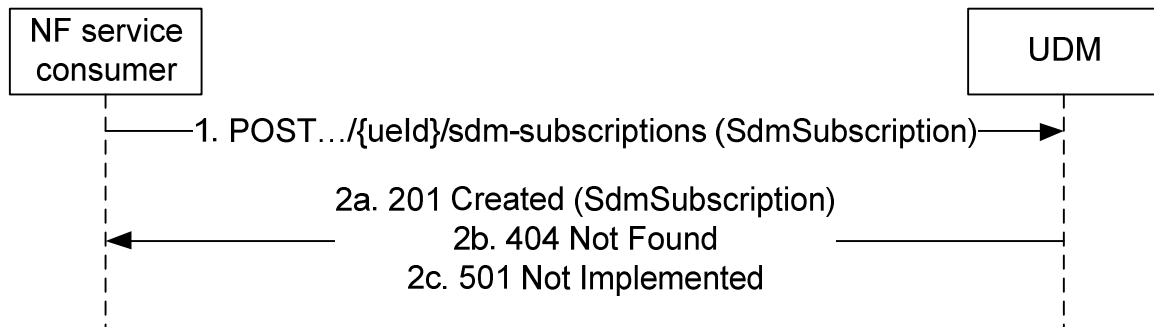 NF service
consumer
UDM
1. POST…/{ueId}/sdm-subscriptions (SdmSubscription)
2a. 201 Created (SdmSubscription)
2b. 404 Not Found
2c. 501 Not Implemented